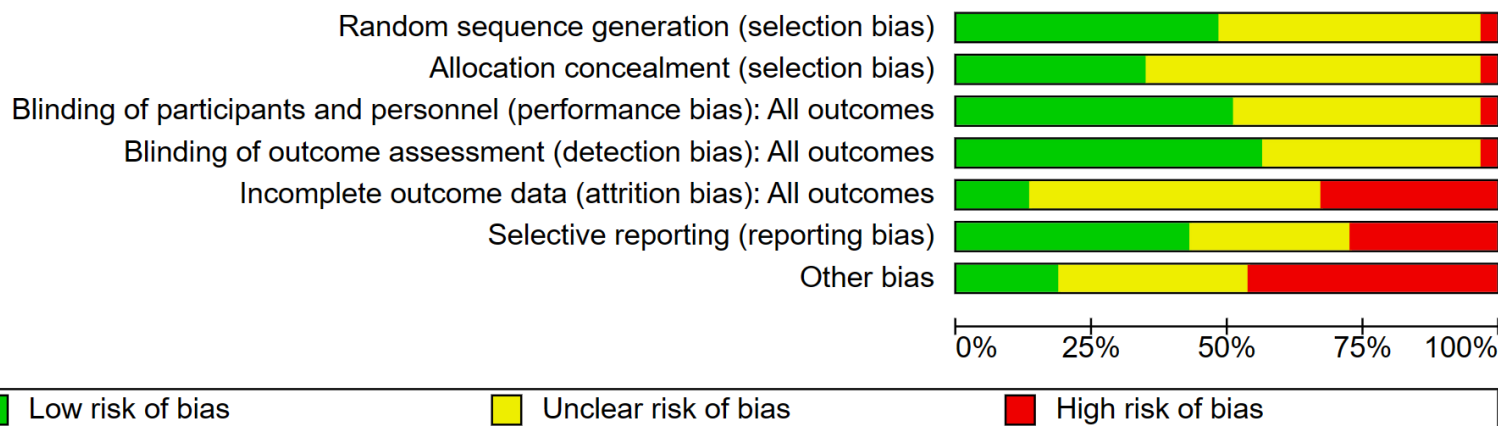 Random sequence generation (selection bias)
Allocation concealment (selection bias)
Blinding of participants and personnel (performance bias): All outcomes
Blinding of outcome assessment (detection bias): All outcomes
Incomplete outcome data (attrition bias): All outcomes
Selective reporting (reporting bias)
Other bias
0% 25% 50% 75% 100%
Low risk of bias Unclear risk of bias High risk of bias